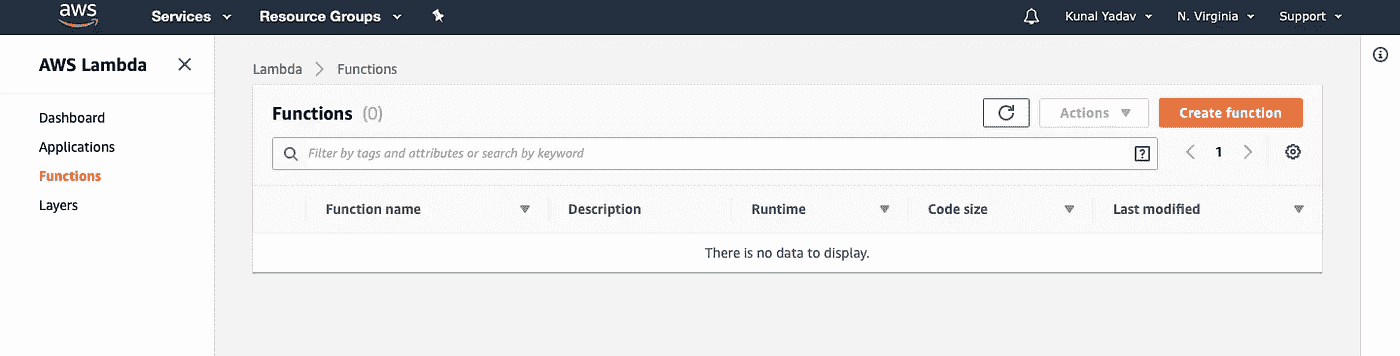 aws Services Resource Groups Kunal Yadav N. Virginia Support
AWS Lambda
Dashboard
Applications
Functions
Layers
Lambda Functions
Functions (0) Actions Create function
Filter by tags and attributes or search by keyword ? 1
Function name Description Runtime Code size Last modified
There is no data to display.